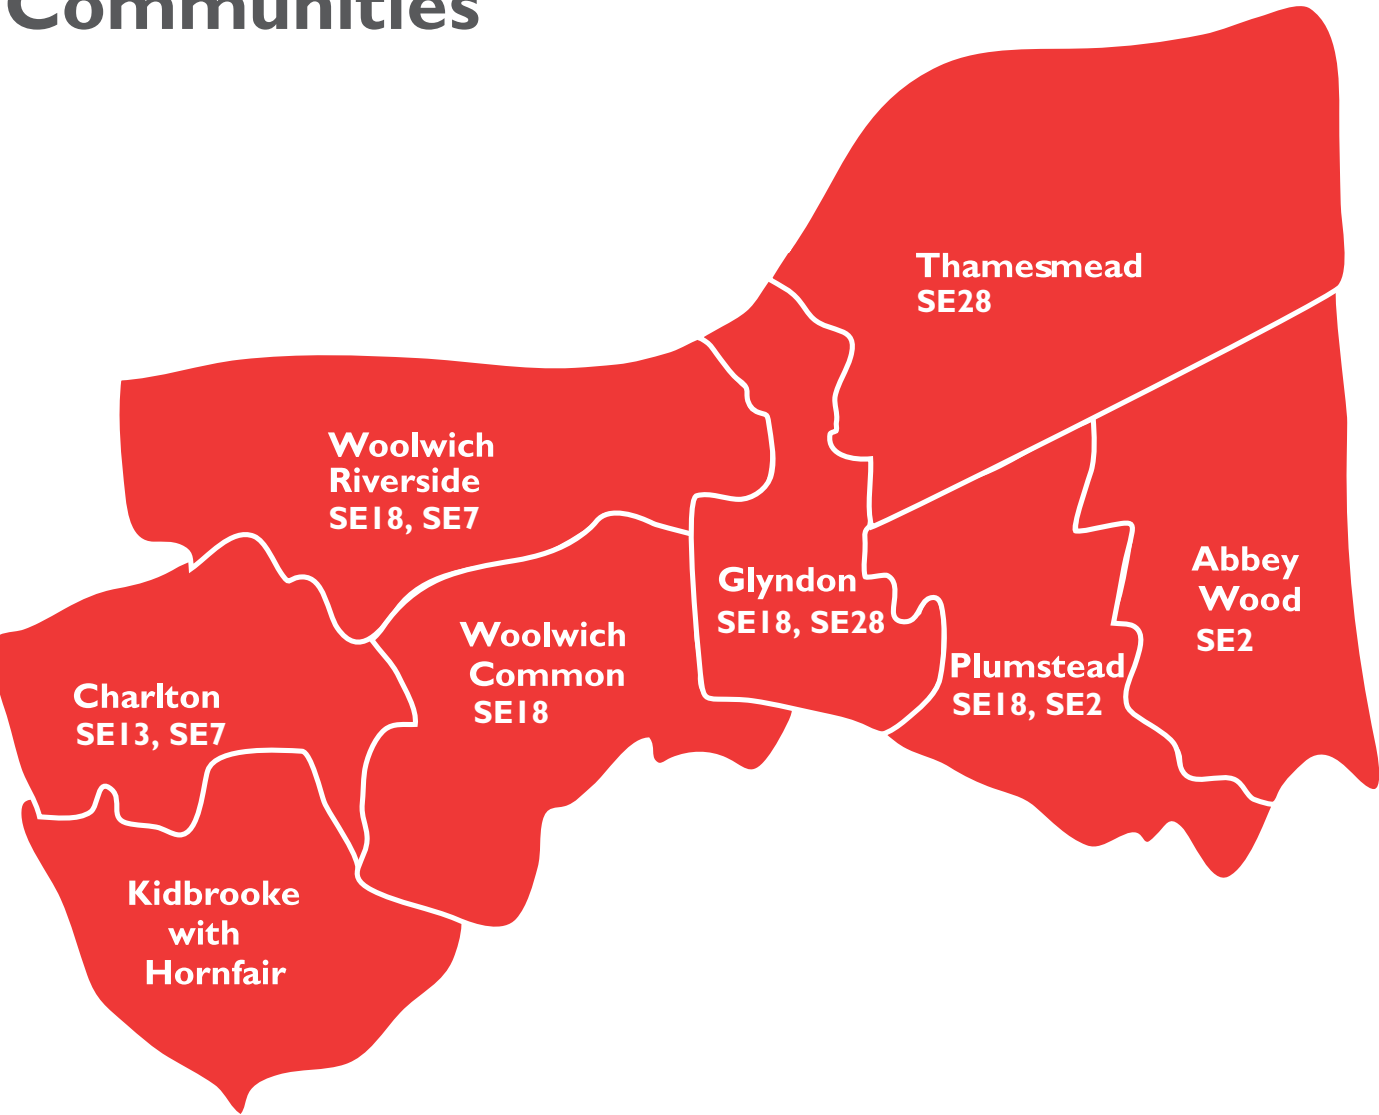 Communities
Thamesmead
SE28
Woolwich
Riverside
SE18, SE7
Abbey
Wood
SE2
Glyndon
SE18, SE28
Woolwich
Common
SE18
Plumstead
SE18, SE2
Charlton
SE13, SE7
Kidbrooke
with
Hornfair